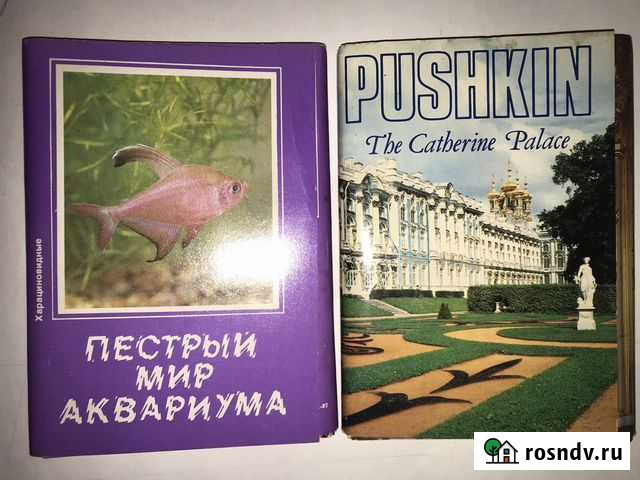 Харациновидные
ПЕСТРЫЙ
МИР
АКВАРИУМА
PUSHKIN
The Catherine Palace
rosndv.ru